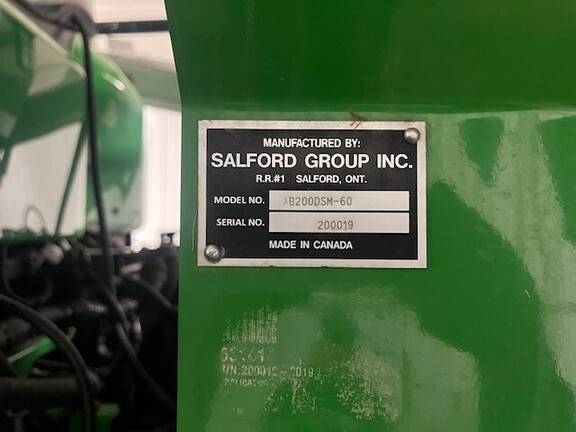 MANUFACTURED BY:
SALFORD GROUP INC.
R.R.#1 SALFORD, ONT.
MODEL NO. AB200DSM-60
SERIAL NO. 200019
MADE IN CANADA